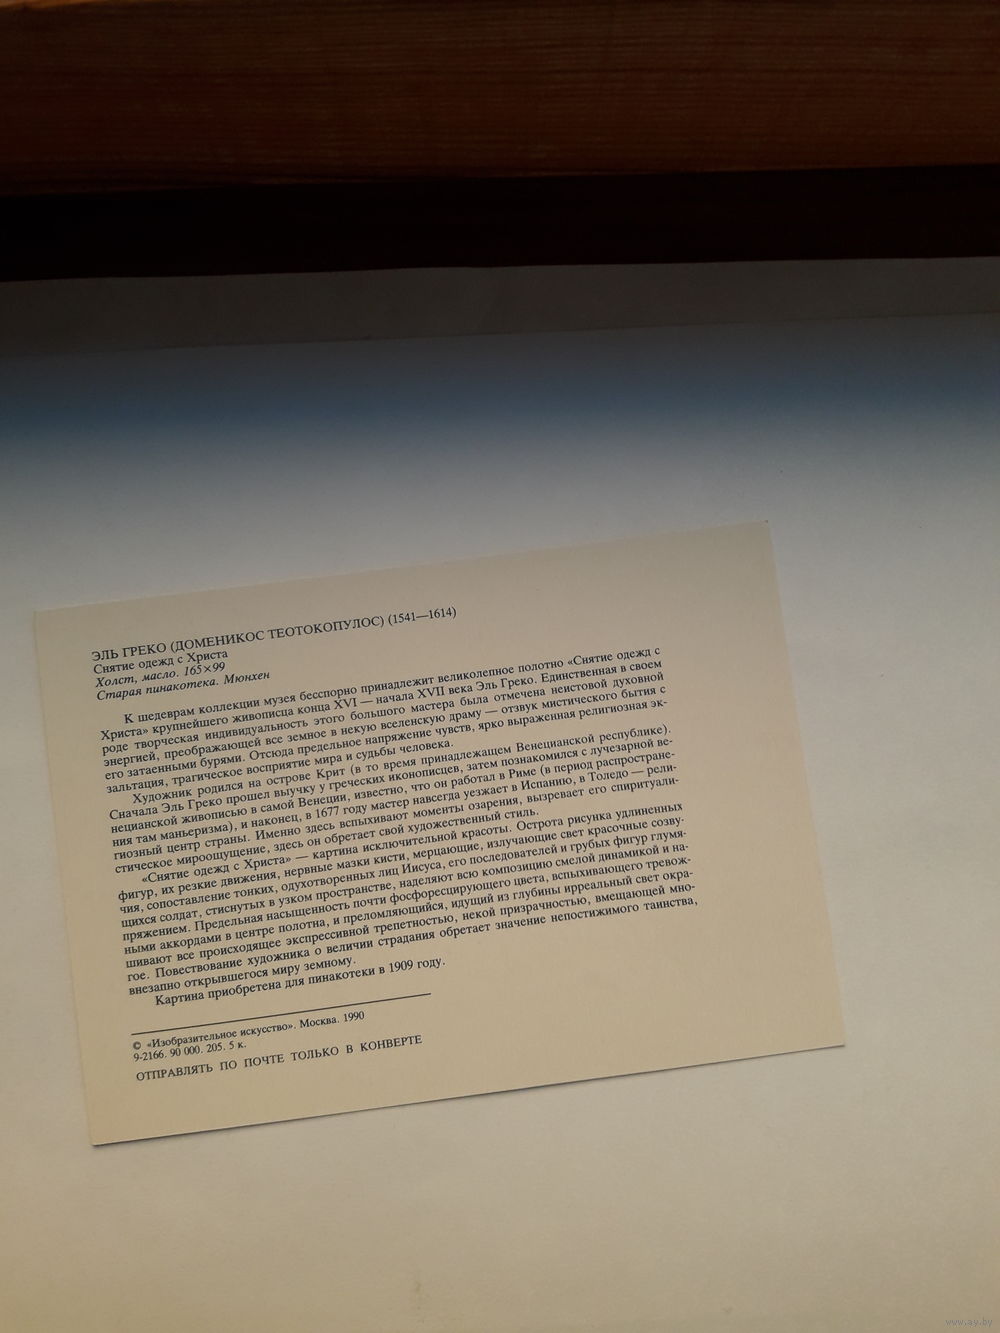 ЭЛЬ ГРЕКО (ДОМЕНИКОС ТЕОТОКОПУЛОС) (1541—1614)
Снятие одежд с Христа
Холст, масло. 165×99
Старая пинакотека. Мюнхен
К шедеврам коллекции музея бесспорно принадлежит великолепное полотно «Снятие одежд с
Христа» крупнейшего живописца конца XVI — начала XVII века Эль Греко. Единственная в своем
роде творческая индивидуальность этого большого мастера была отмечена неистовой духовной
энергией, преображающей все земное в некую вселенскую драму — отзвук мистического бытия с
его затаенными бурями. Отсюда предельное напряжение чувств, ярко выраженная религиозная эк-
зальтация, трагическое восприятие мира и судьбы человека.
Художник родился на острове Крит (в то время принадлежащем Венецианской республике).
Сначала Эль Греко прошел выучку у греческих иконописцев, затем познакомился с лучезарной ве-
нецианской живописью в самой Венеции, известно, что он работал в Риме (в период распростране-
ния там маньеризма), и наконец, в 1677 году мастер навсегда уезжает в Испанию, в Толедо — рели-
гиозный центр страны. Именно здесь вспыхивают моменты озарения, вызревает его спиритуали-
стическое мироощущение, здесь он обретает свой художественный стиль.
«Снятие одежд с Христа» — картина исключительной красоты. Острота рисунка удлиненных
фигур, их резкие движения, нервные мазки кисти, мерцающие, излучающие свет красочные созву-
чия, сопоставление тонких, одухотворенных лиц Иисуса, его последователей и грубых фигур глумя-
щихся солдат, стиснутых в узком пространстве, наделяют всю композицию смелой динамикой и на-
пряжением. Предельная насыщенность почти фосфоресцирующего цвета, вспыхивающего тревож-
ными аккордами в центре полотна, и преломляющийся, идущий из глубины ирреальный свет окра-
шивают все происходящее экспрессивной трепетностью, некой призрачностью, вмещающей мно-
гое. Повествование художника о величии страдания обретает значение непостижимого таинства,
внезапно открывшегося миру земному.
Картина приобретена для пинакотеки в 1909 году.
© «Изобразительное искусство». Москва. 1990
9-2166. 90 000. 205. 5 к.
ОТПРАВЛЯТЬ ПО ПОЧТЕ ТОЛЬКО В КОНВЕРТЕ
www.ay.by